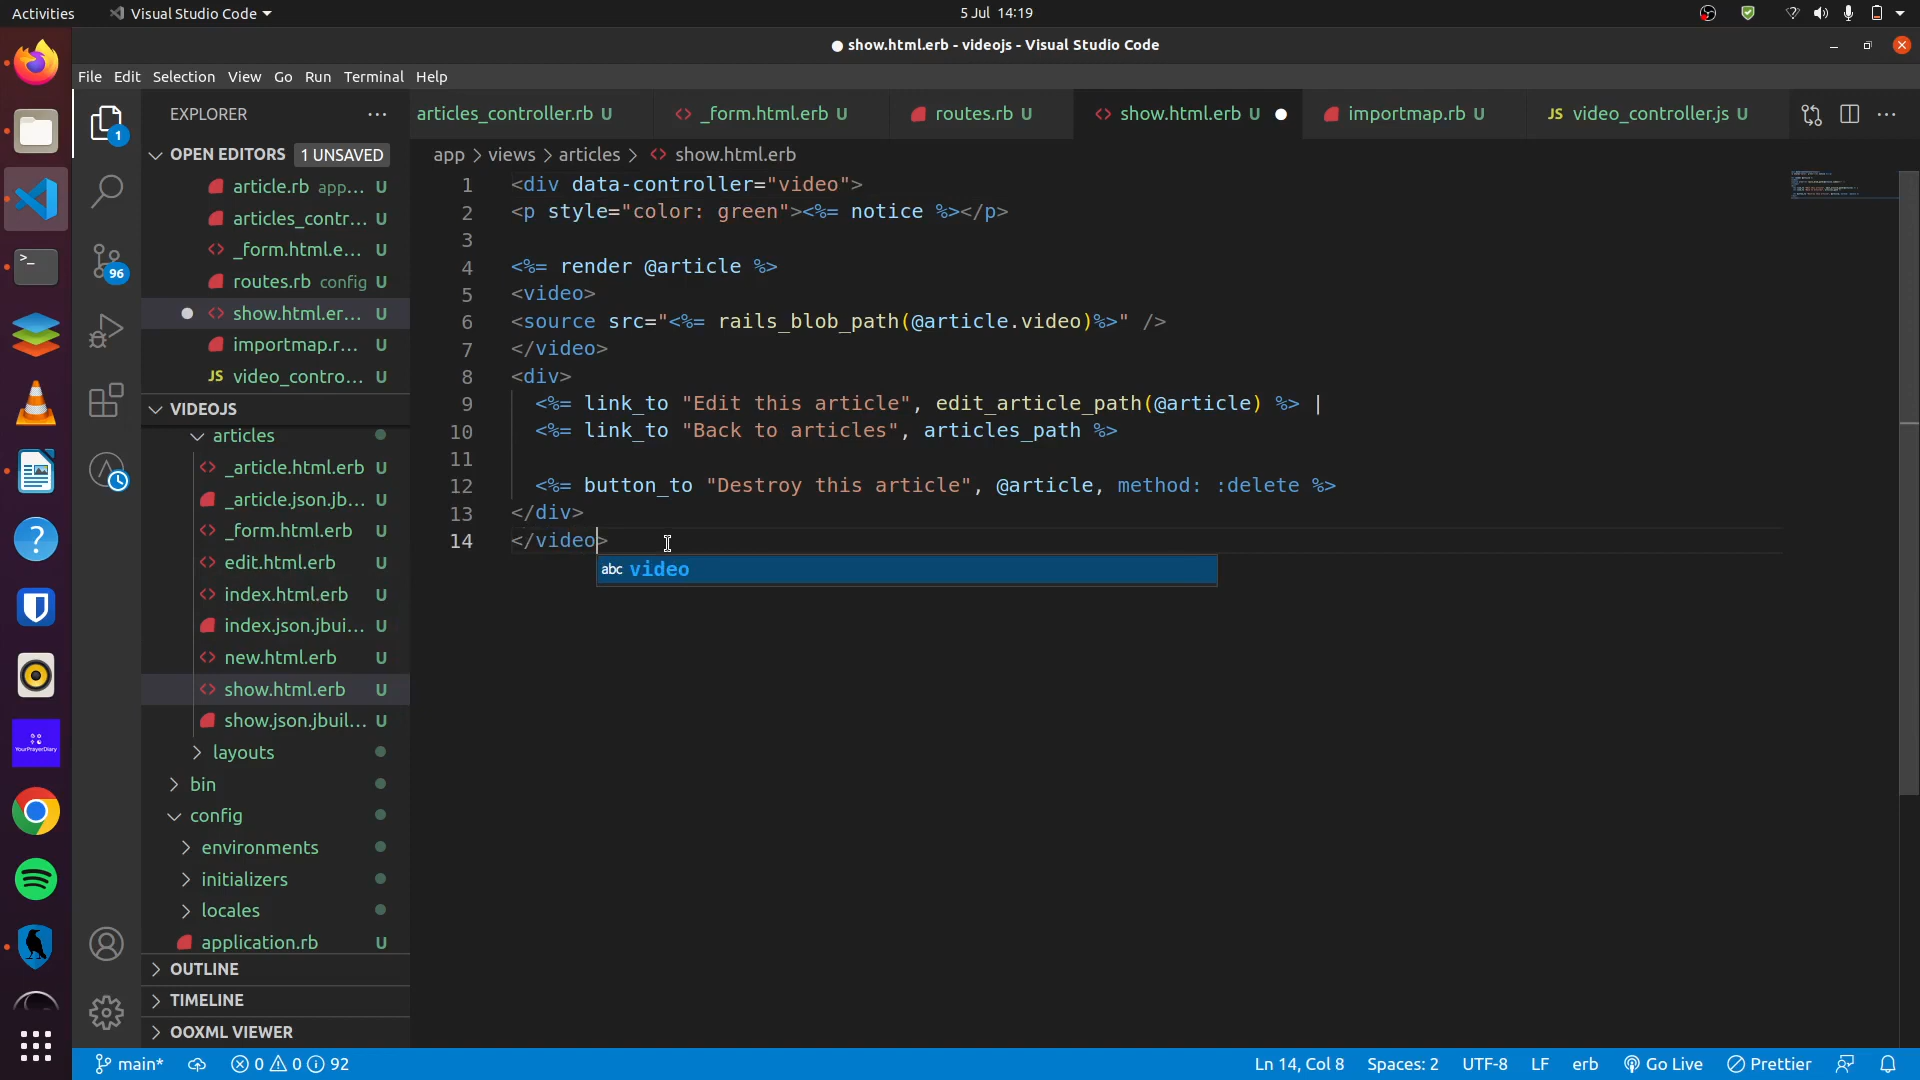 Activities
Visual Studio Code
5 Jul 14:19
● show.html.erb - videojs - Visual Studio Code
File Edit Selection View Go Run Terminal Help
EXPLORER
1
articles_controller.rb U
_form.html.erb U
routes.rb U
show.html.erb U
importmap.rb U
JS video_controller.js U
OPEN EDITORS 1 UNSAVED
app > views > articles > show.html.erb
article.rb app... U
articles_contr... U
_form.html.e... U
routes.rb config U
show.html.er... U
importmap.r... U
JS video_contro... U
96
VIDEOJS
articles
_article.html.erb U
_article.json.jb... U
_form.html.erb U
edit.html.erb U
index.html.erb U
index.json.jbui... U
new.html.erb U
show.html.erb U
show.json.jbuil... U
layouts
bin
config
environments
initializers
locales
application.rb U
OUTLINE
TIMELINE
OOXML VIEWER
YourPrayerDiary
1 <div data-controller="video">
2 <p style="color: green"><%= notice %></p>
3
4 <%= render @article %>
5 <video>
6 <source src="<%= rails_blob_path(@article.video)%>" />
7 </video>
8 <div>
9 <%= link_to "Edit this article", edit_article_path(@article) %> |
10 <%= link_to "Back to articles", articles_path %>
11
12 <%= button_to "Destroy this article", @article, method: :delete %>
13 </div>
14 </video>
abc video
main* 0 0 92
Ln 14, Col 8 Spaces: 2 UTF-8 LF erb Go Live Prettier